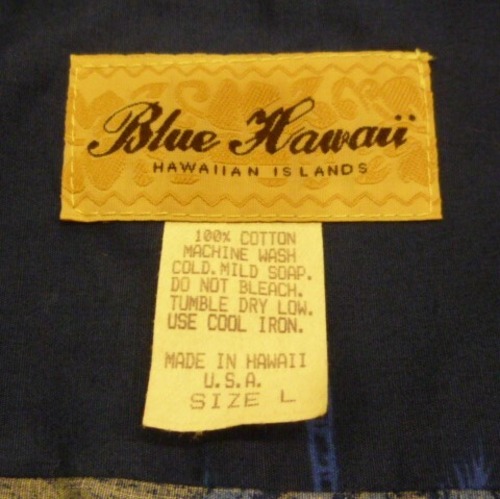 Blue Hawaii
HAWAIIAN ISLANDS
100% COTTON
MACHINE WASH
COLD. MILD SOAP.
DO NOT BLEACH.
TUMBLE DRY LOW.
USE COOL IRON.
MADE IN HAWAII
U.S.A.
SIZE L